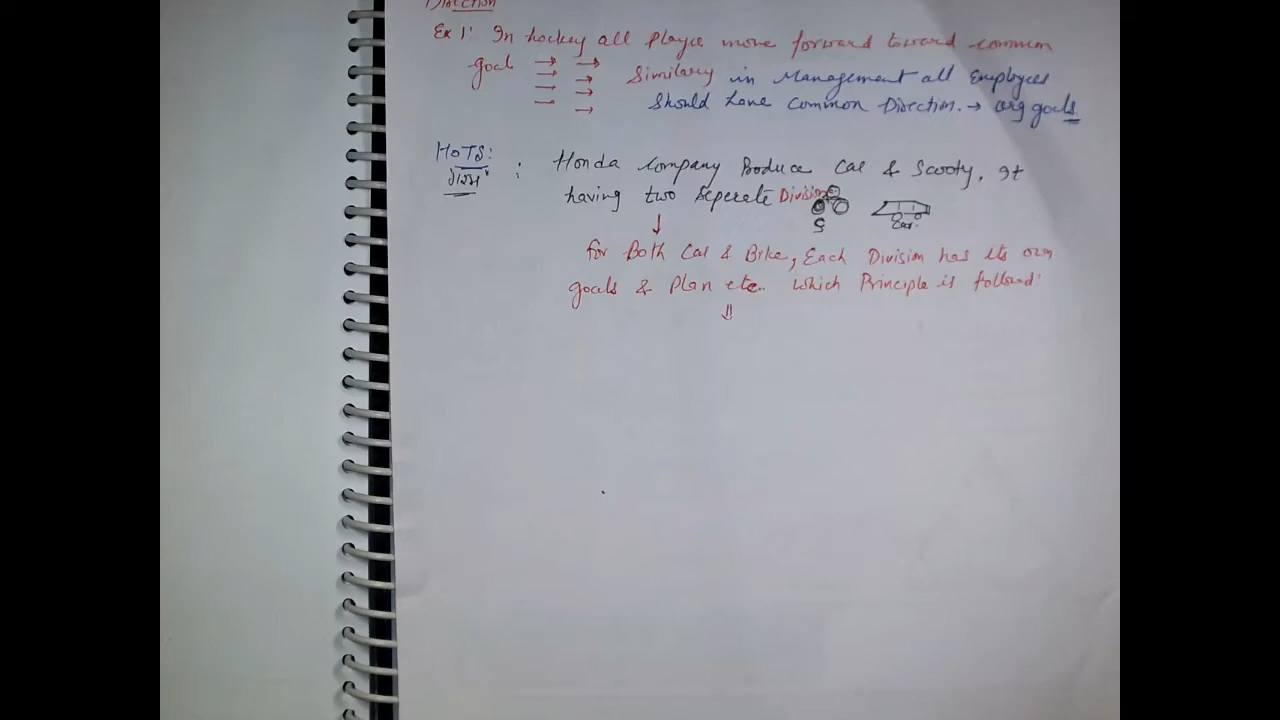 Direction
Ex 1: In hockey all Playee move forward toward common
goal → → Similary in Management all Employees
Should have Common Direction. → org goals
HOTS: : Honda Company Produce Car & Scooty, It
having two Seperate Division
S Car.
for Both Car & Bike, Each Division has its own
goals & Plan etc.. which Principle is followed?